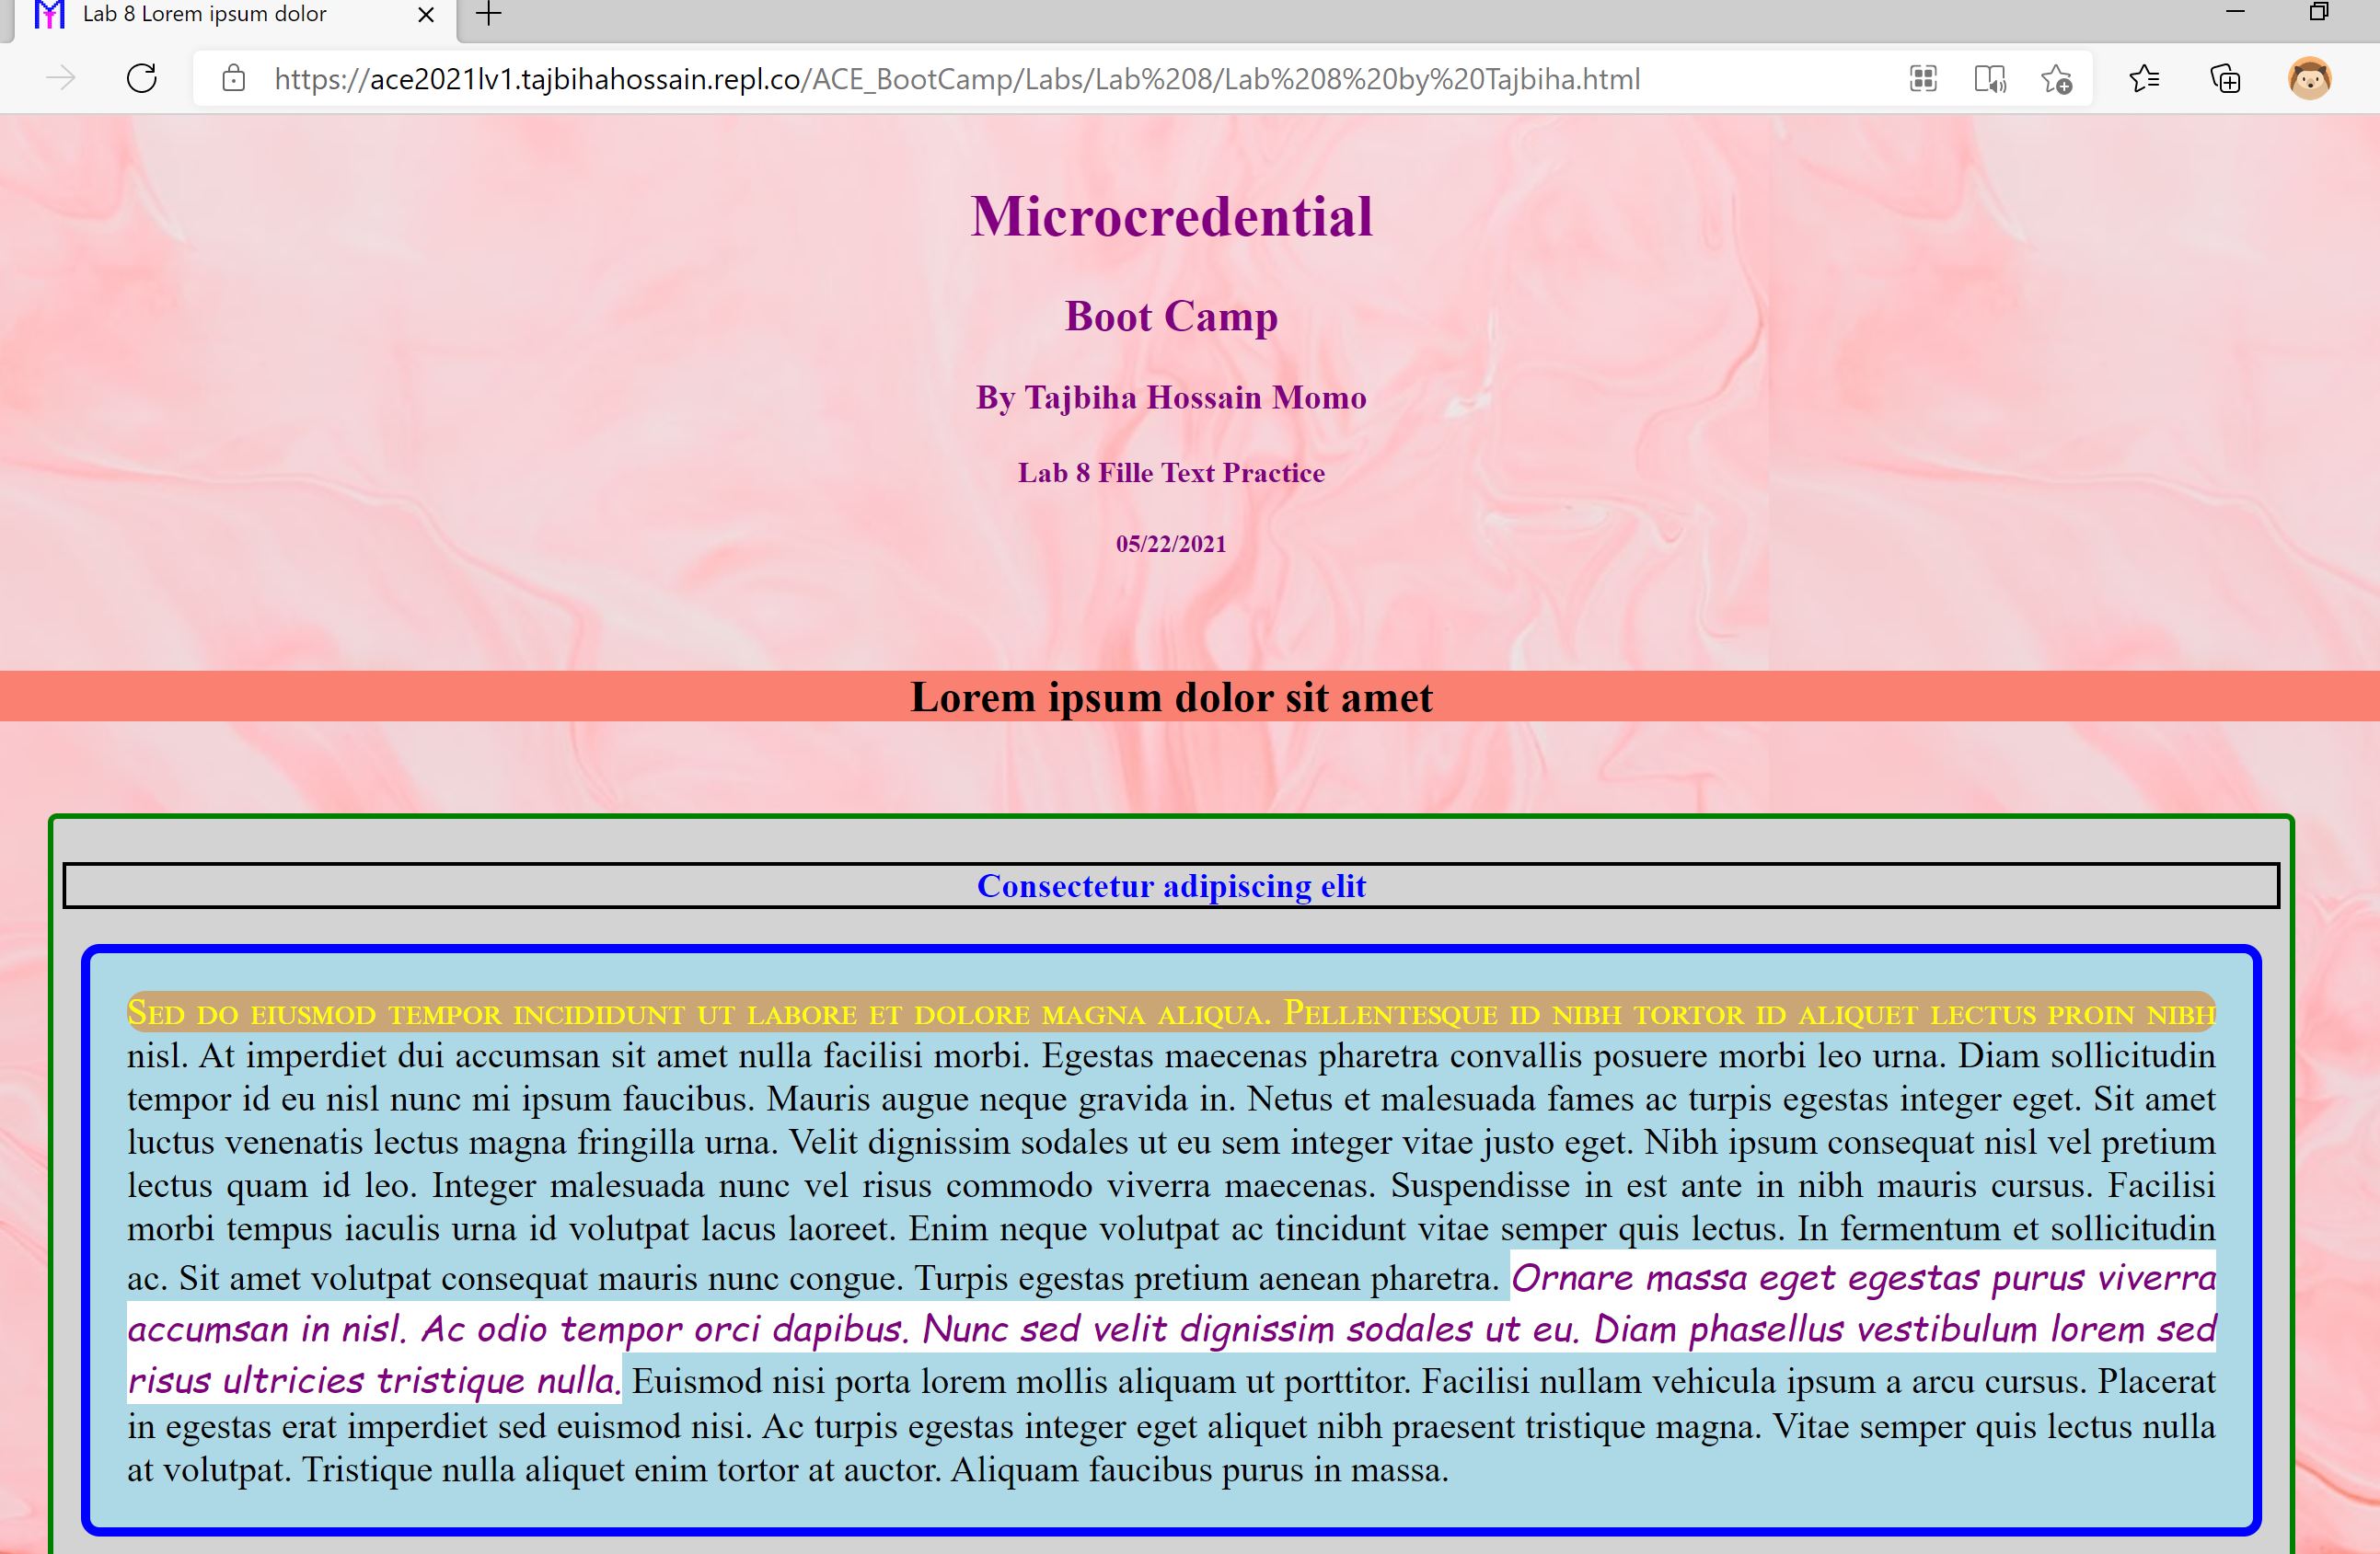 Lab 8 Lorem ipsum dolor
https://ace2021lv1.tajbihahossain.repl.co/ACE_BootCamp/Labs/Lab%208/Lab%208%20by%20Tajbiha.html
Microcredential
Boot Camp
By Tajbiha Hossain Momo
Lab 8 Fille Text Practice
05/22/2021
Lorem ipsum dolor sit amet
Consectetur adipiscing elit
Sed do eiusmod tempor incididunt ut labore et dolore magna aliqua. Pellentesque id nibh tortor id aliquet lectus proin nibh
nisl. At imperdiet dui accumsan sit amet nulla facilisi morbi. Egestas maecenas pharetra convallis posuere morbi leo urna. Diam sollicitudin
tempor id eu nisl nunc mi ipsum faucibus. Mauris augue neque gravida in. Netus et malesuada fames ac turpis egestas integer eget. Sit amet
luctus venenatis lectus magna fringilla urna. Velit dignissim sodales ut eu sem integer vitae justo eget. Nibh ipsum consequat nisl vel pretium
lectus quam id leo. Integer malesuada nunc vel risus commodo viverra maecenas. Suspendisse in est ante in nibh mauris cursus. Facilisi
morbi tempus iaculis urna id volutpat lacus laoreet. Enim neque volutpat ac tincidunt vitae semper quis lectus. In fermentum et sollicitudin
ac. Sit amet volutpat consequat mauris nunc congue. Turpis egestas pretium aenean pharetra. Ornare massa eget egestas purus viverra
accumsan in nisl. Ac odio tempor orci dapibus. Nunc sed velit dignissim sodales ut eu. Diam phasellus vestibulum lorem sed
risus ultricies tristique nulla. Euismod nisi porta lorem mollis aliquam ut porttitor. Facilisi nullam vehicula ipsum a arcu cursus. Placerat
in egestas erat imperdiet sed euismod nisi. Ac turpis egestas integer eget aliquet nibh praesent tristique magna. Vitae semper quis lectus nulla
at volutpat. Tristique nulla aliquet enim tortor at auctor. Aliquam faucibus purus in massa.